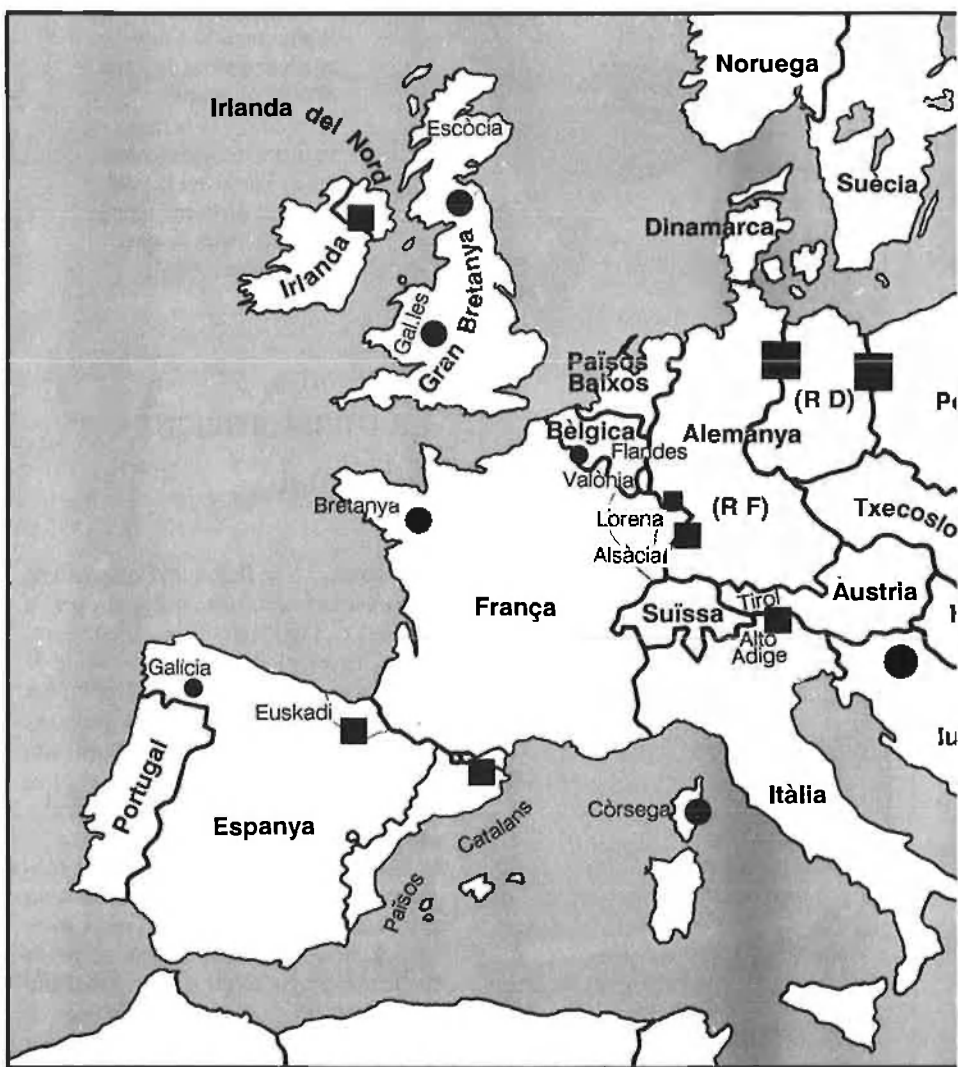 Noruega
Irlanda del Nord
Escòcia
Suècia
Dinamarca
Irlanda
Gran Bretanya
Gal.les
Països
Baixos
(R D)
Bèlgica
Alemanya
Flandes
Valònia
Bretanya
(R F)
Lorena
Txecoslo
Alsàcia
França
Àustria
Tirol
Suïssa
Alto
Adige
Galícia
Euskadi
Portugal
Itàlia
Espanya
Còrsega
Països Catalans